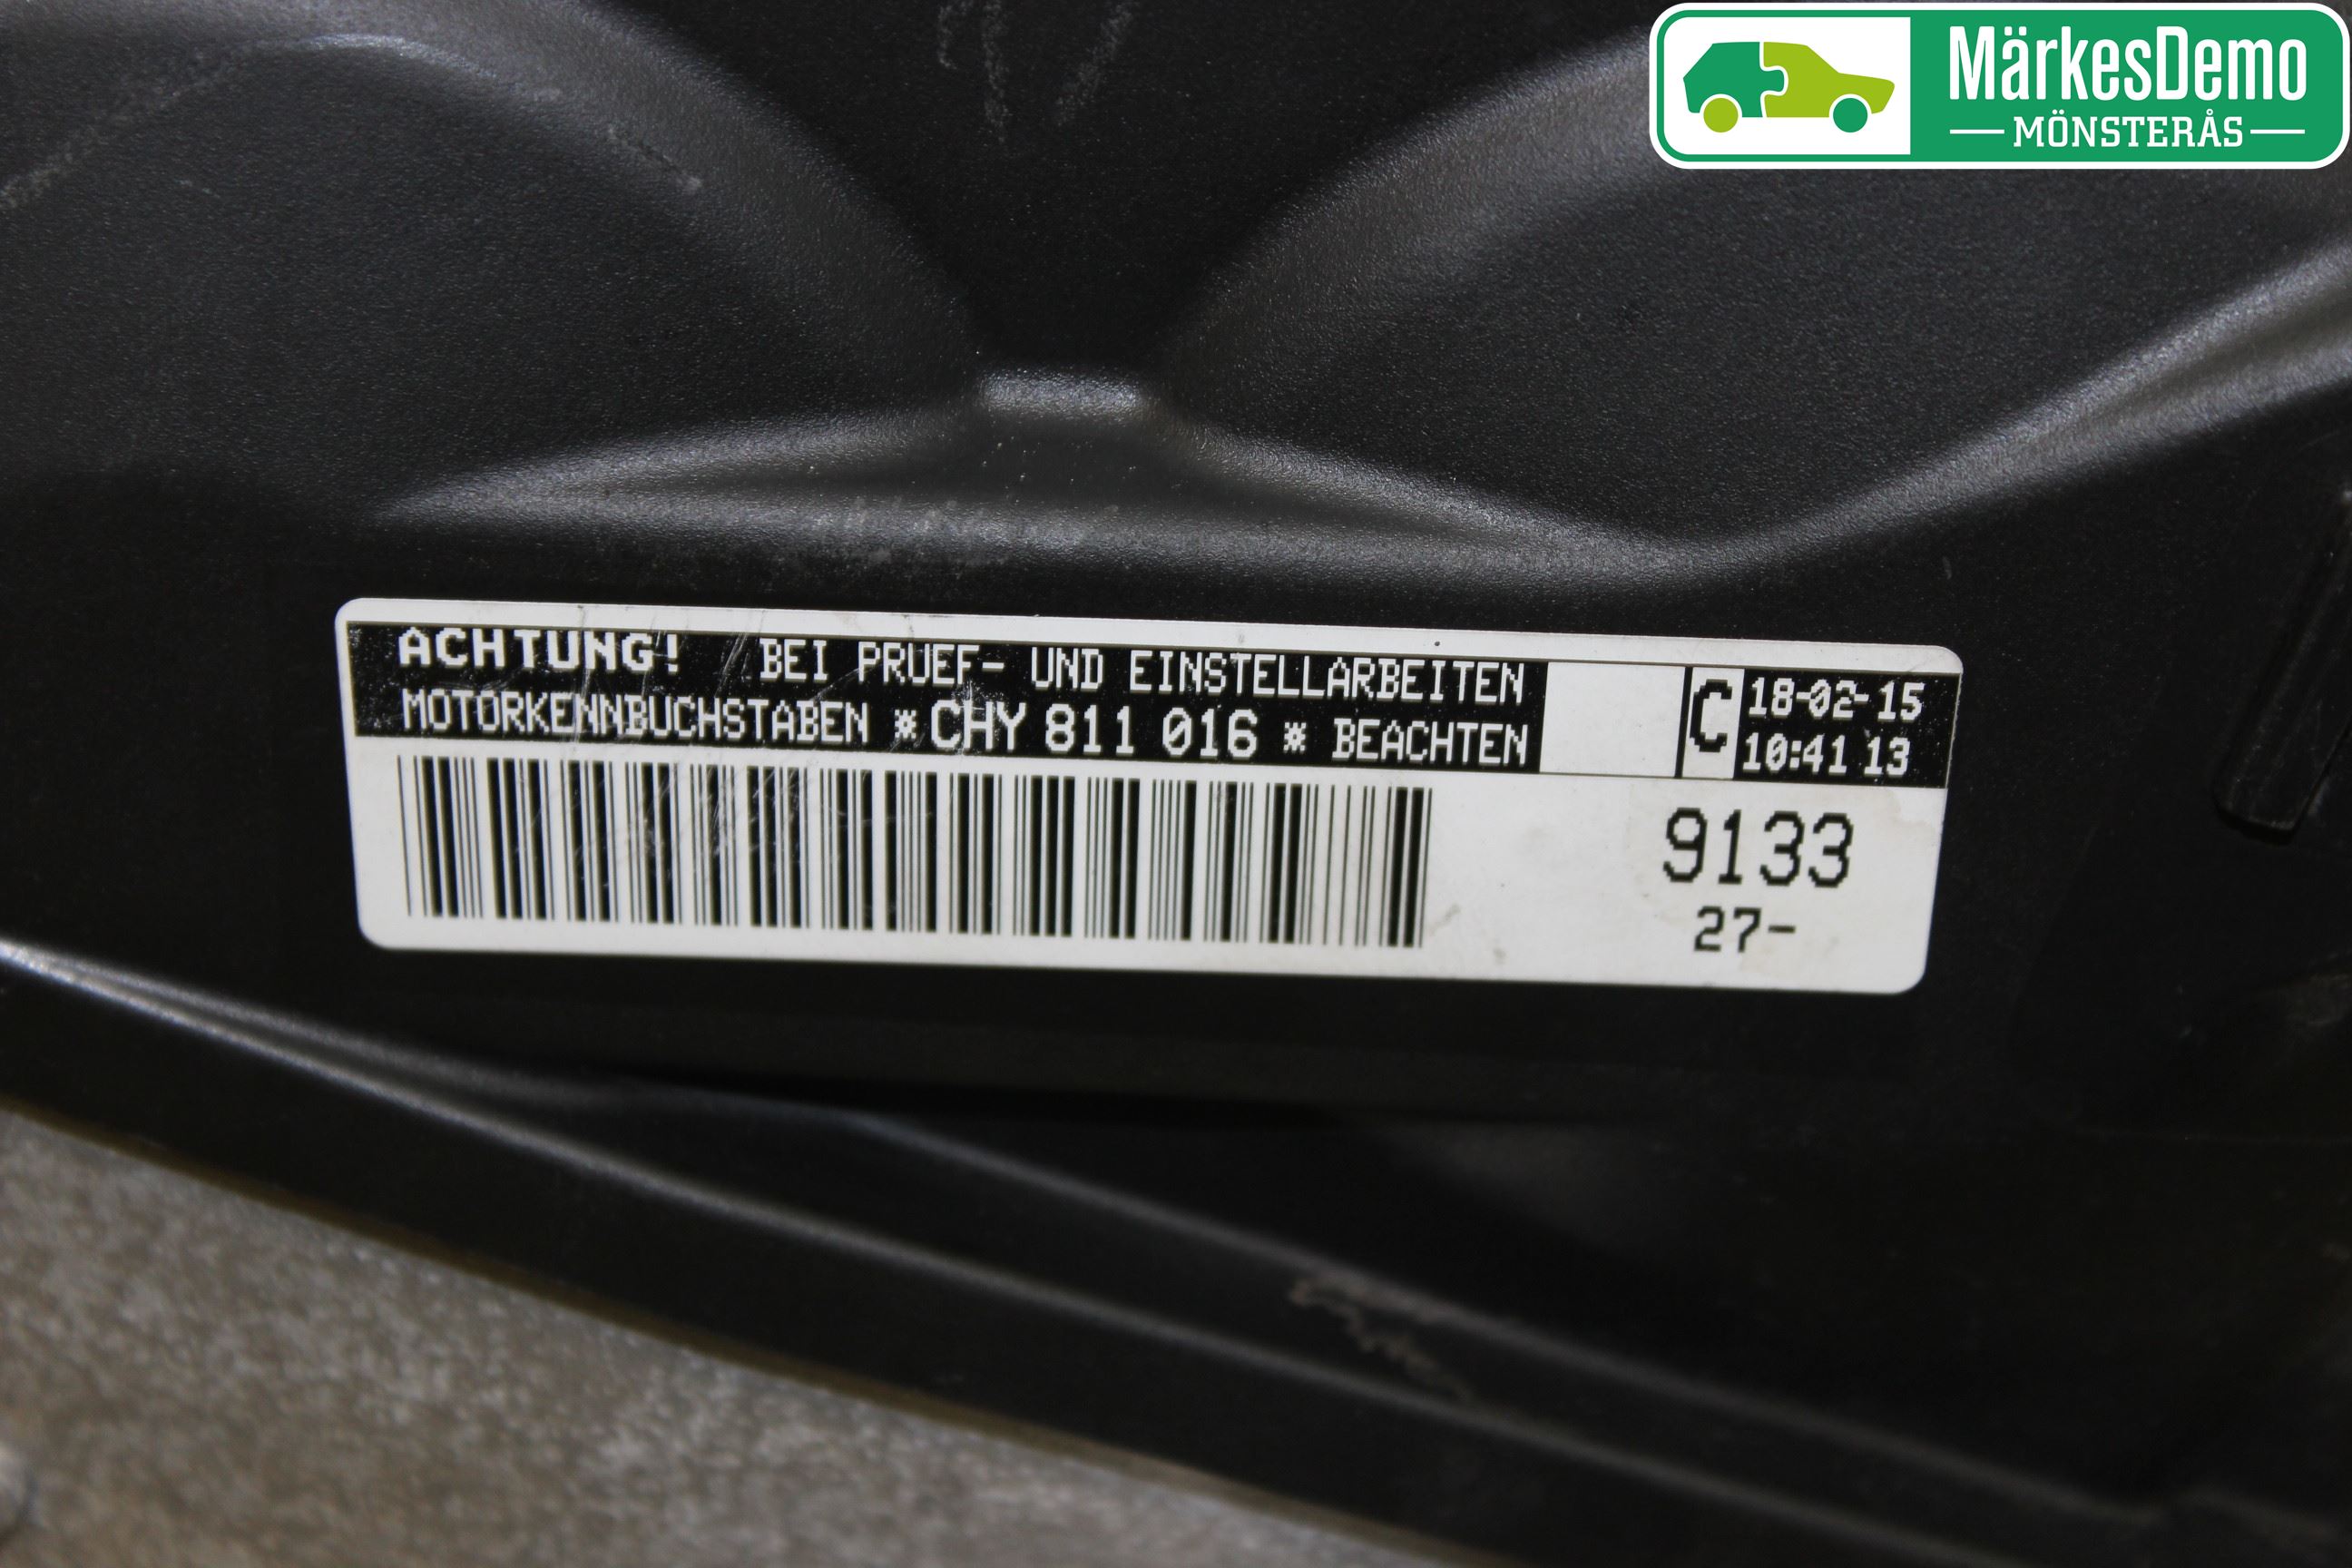 MärkesDemo
MÖNSTERÅS
ACHTUNG! BEI PRUEF- UND EINSTELLARBEITEN
MOTORKENNBUCHSTABEN *CHY 811 016 * BEACHTEN
C
18-02-15
10:41 13
9133
27-